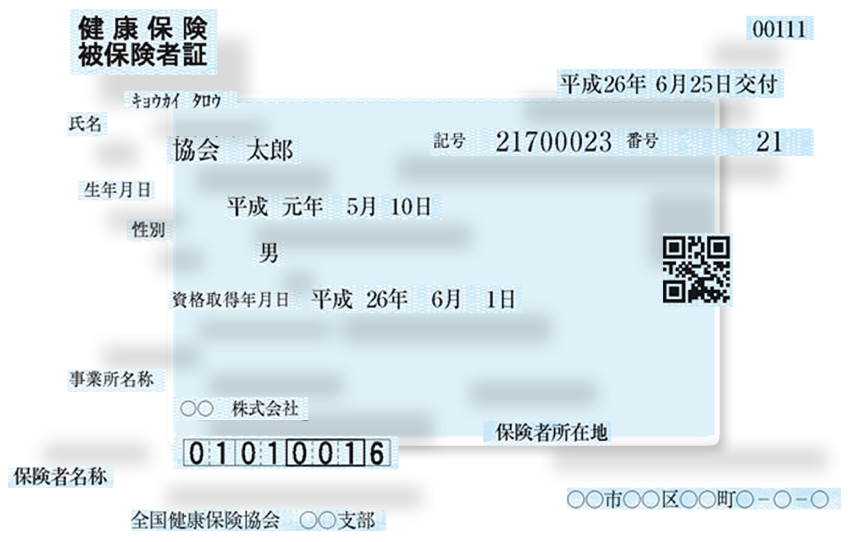 健康保険
被保険者証
00111
平成26年 6月25日交付
ｷｮｳｶｲ ﾀﾛｳ
氏名
協会 太郎
記号 21700023 番号 21
生年月日
平成 元年 5月 10日
性別
男
資格取得年月日 平成 26年 6月 1日
事業所名称
○○ 株式会社
保険者所在地
01010016
保険者名称
○○市○○区○○町○－○－○
全国健康保険協会 ○○支部